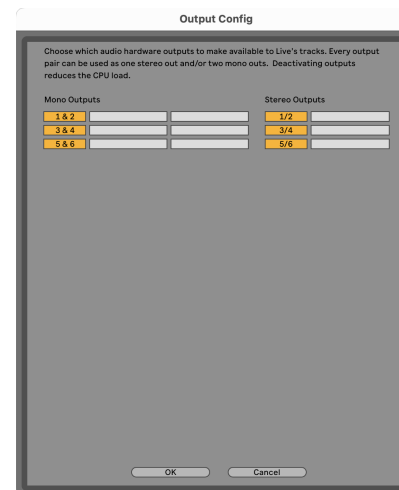 Output Config
Choose which audio hardware outputs to make available to Live's tracks. Every output
pair can be used as one stereo out and/or two mono outs. Deactivating outputs
reduces the CPU load.
Mono Outputs Stereo Outputs
1 & 2 1/2
3 & 4 3/4
5 & 6 5/6
OK Cancel